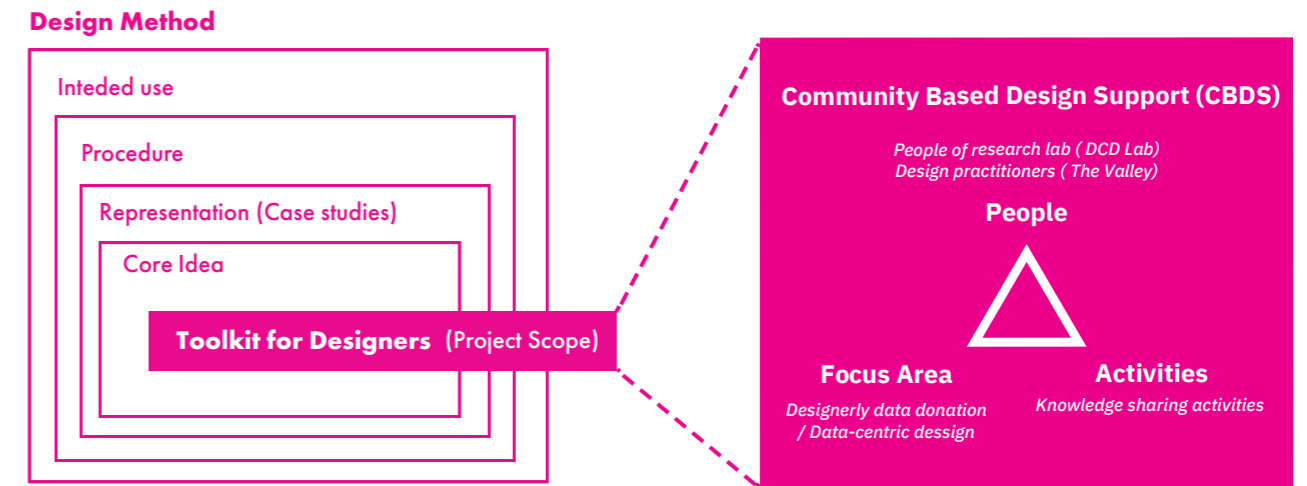 Design Method
Inteded use
Procedure
Representation (Case studies)
Core Idea
Toolkit for Designers (Project Scope)
Community Based Design Support (CBDS)
People of research lab ( DCD Lab)
Design practitioners ( The Valley)
People
Focus Area
Designerly data donation
/ Data-centric dessign
Activities
Knowledge sharing activities